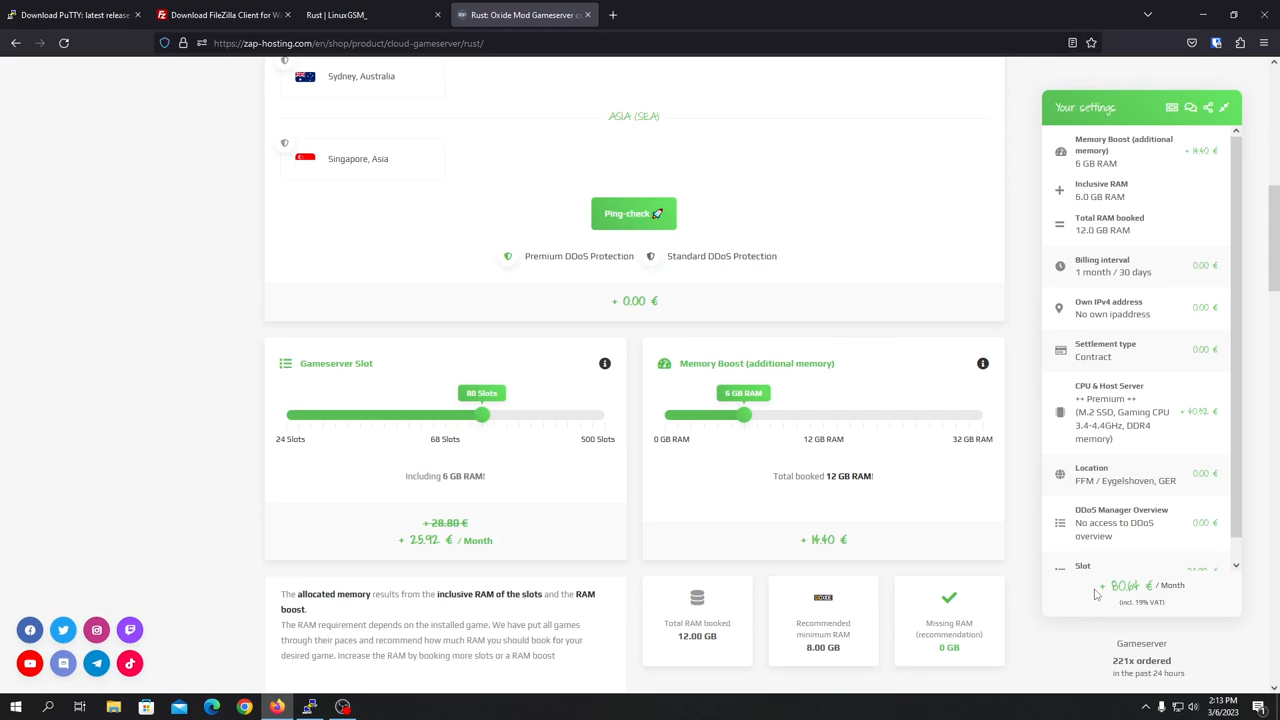 Download PuTTY: latest release
Download FileZilla Client for
Rust: Oxide Mod Gameserver co
https://zap-hosting.com/en/shop/product/cloud-gameserver/rust/
Sydney, Australia
ASIA (SEA)
Singapore, Asia
Ping-check
Premium DDoS Protection
Standard DDoS Protection
+ 0.00 €
Gameserver Slot
80 Slots
24 Slots
68 Slots
500 Slots
Including 6 GB RAM!
+ 28.80 €
+ 25.92 € / Month
Memory Boost (additional memory)
6 GB RAM
0 GB RAM
12 GB RAM
32 GB RAM
Total booked 12 GB RAM!
+ 14.40 €
The allocated memory results from the inclusive RAM of the slots and the RAM
boost.
The RAM requirement depends on the installed game. We have put all games
through their paces and recommend how much RAM you should book for your
desired game. Increase the RAM by booking more slots or a RAM boost
Total RAM booked
12.00 GB
Recommended
minimum RAM
8.00 GB
Missing RAM
(recommendation)
0 GB
Your settings
Memory Boost (additional
memory)
6 GB RAM
+ 14.40 €
Inclusive RAM
6.0 GB RAM
Total RAM booked
12.0 GB RAM
Billing interval
1 month / 30 days
0.00 €
Own IPv4 address
No own ipaddress
0.00 €
Settlement type
Contract
0.00 €
CPU & Host Server
++ Premium ++
(M.2 SSD, Gaming CPU
3.4-4.4GHz, DDR4
memory)
+ 40.32 €
Location
FFM / Eygelshoven, GER
0.00 €
DDoS Manager Overview
No access to DDoS
overview
0.00 €
Slot
+ 80.64 € / Month
(incl. 19% VAT)
Gameserver
221x ordered
in the past 24 hours
2:13 PM
3/6/2023